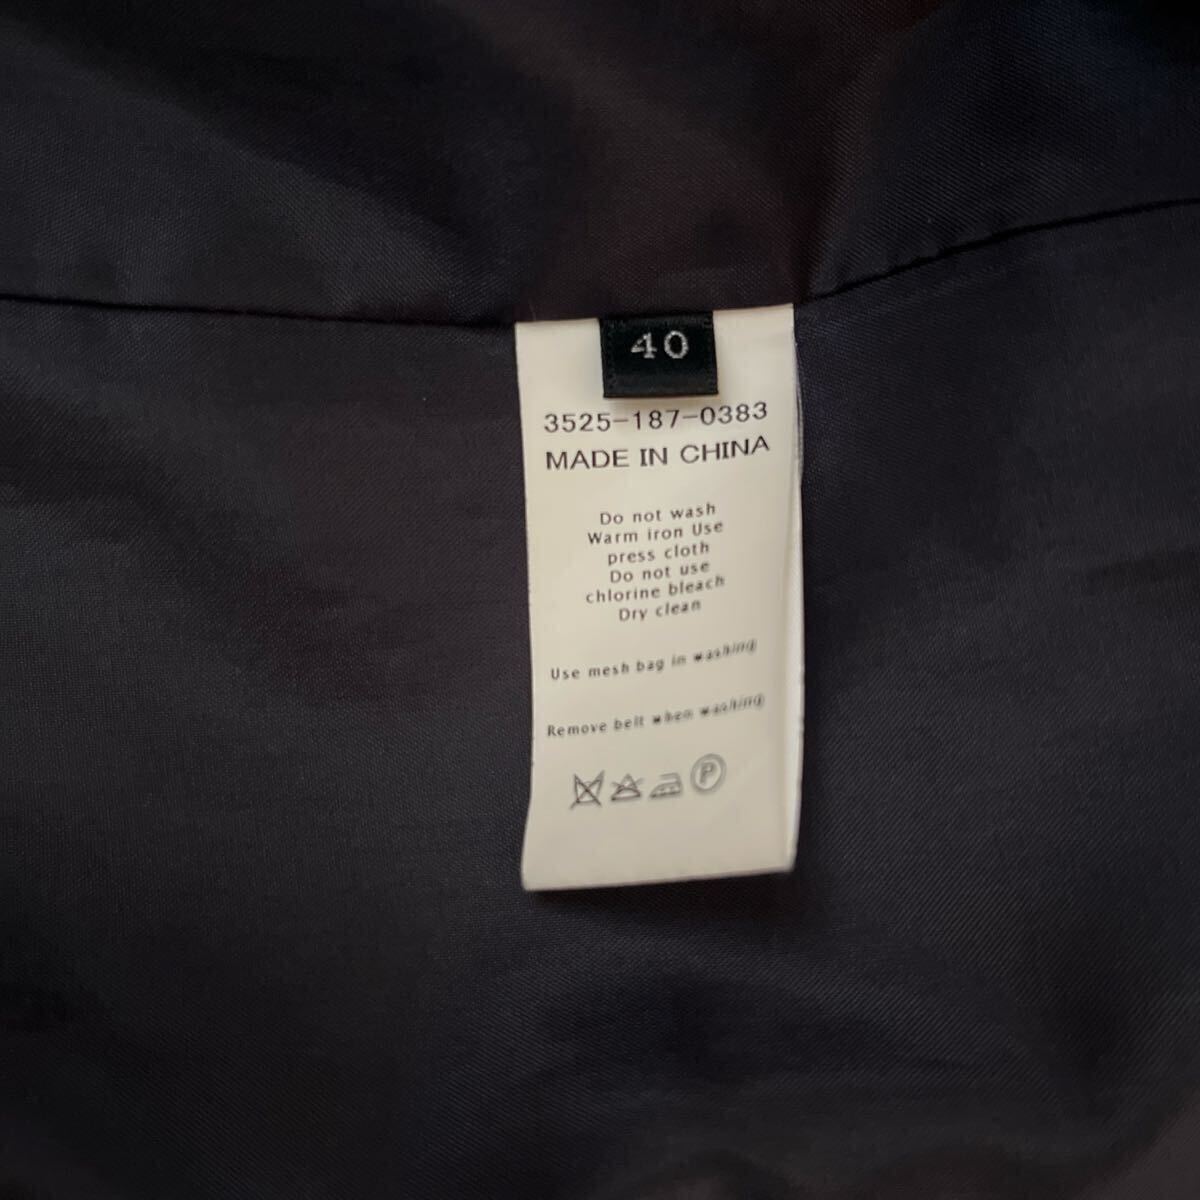 40
3525-187-0383
MADE IN CHINA
Do not wash
Warm iron Use
press cloth
Do not use
chlorine bleach
Dry clean
Use mesh bag in washing
Remove belt when washing
P